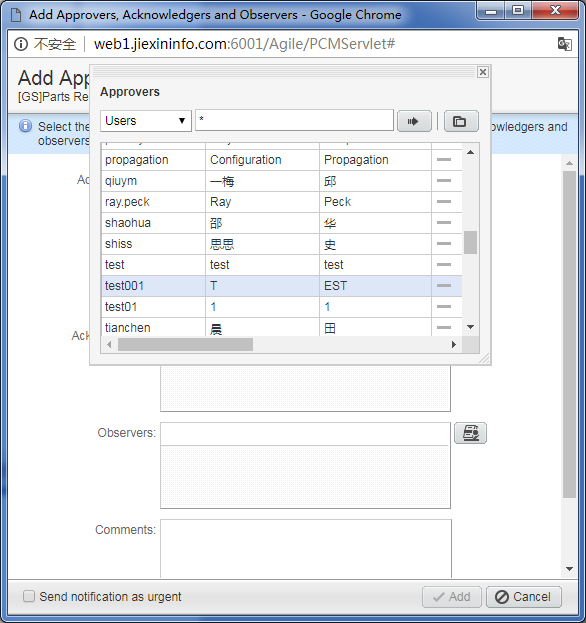 Add Approvers, Acknowledgers and Observers - Google Chrome
不安全 web1.jiexininfo.com:6001/Agile/PCMServlet#
Add App
[GS]Parts Re
Select the
owledgers and
observers
Approvers
Users *
propagation Configuration Propagation
qiuym 一梅 邱
ray.peck Ray Peck
shaohua 邵 华
shiss 思思 史
test test test
test001 T EST
test01 1 1
tianchen 晨 田
Ac
Observers:
Comments:
Send notification as urgent Add Cancel